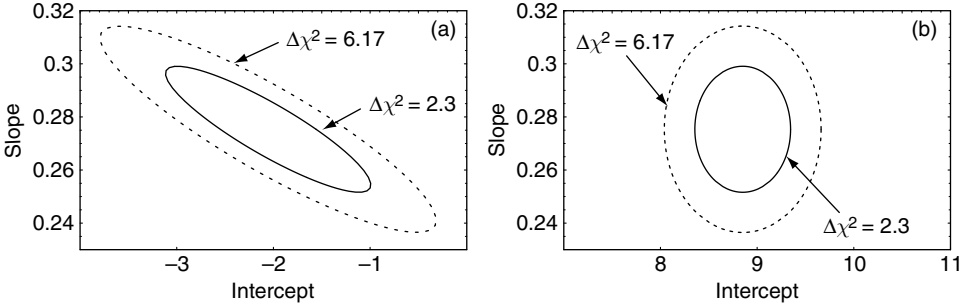 0.32
0.3
0.28
0.26
0.24
Slope
–3
–2
–1
Intercept
(a)
Δχ² = 6.17
Δχ² = 2.3
0.32
0.3
0.28
0.26
0.24
Slope
8
9
10
11
Intercept
(b)
Δχ² = 6.17
Δχ² = 2.3